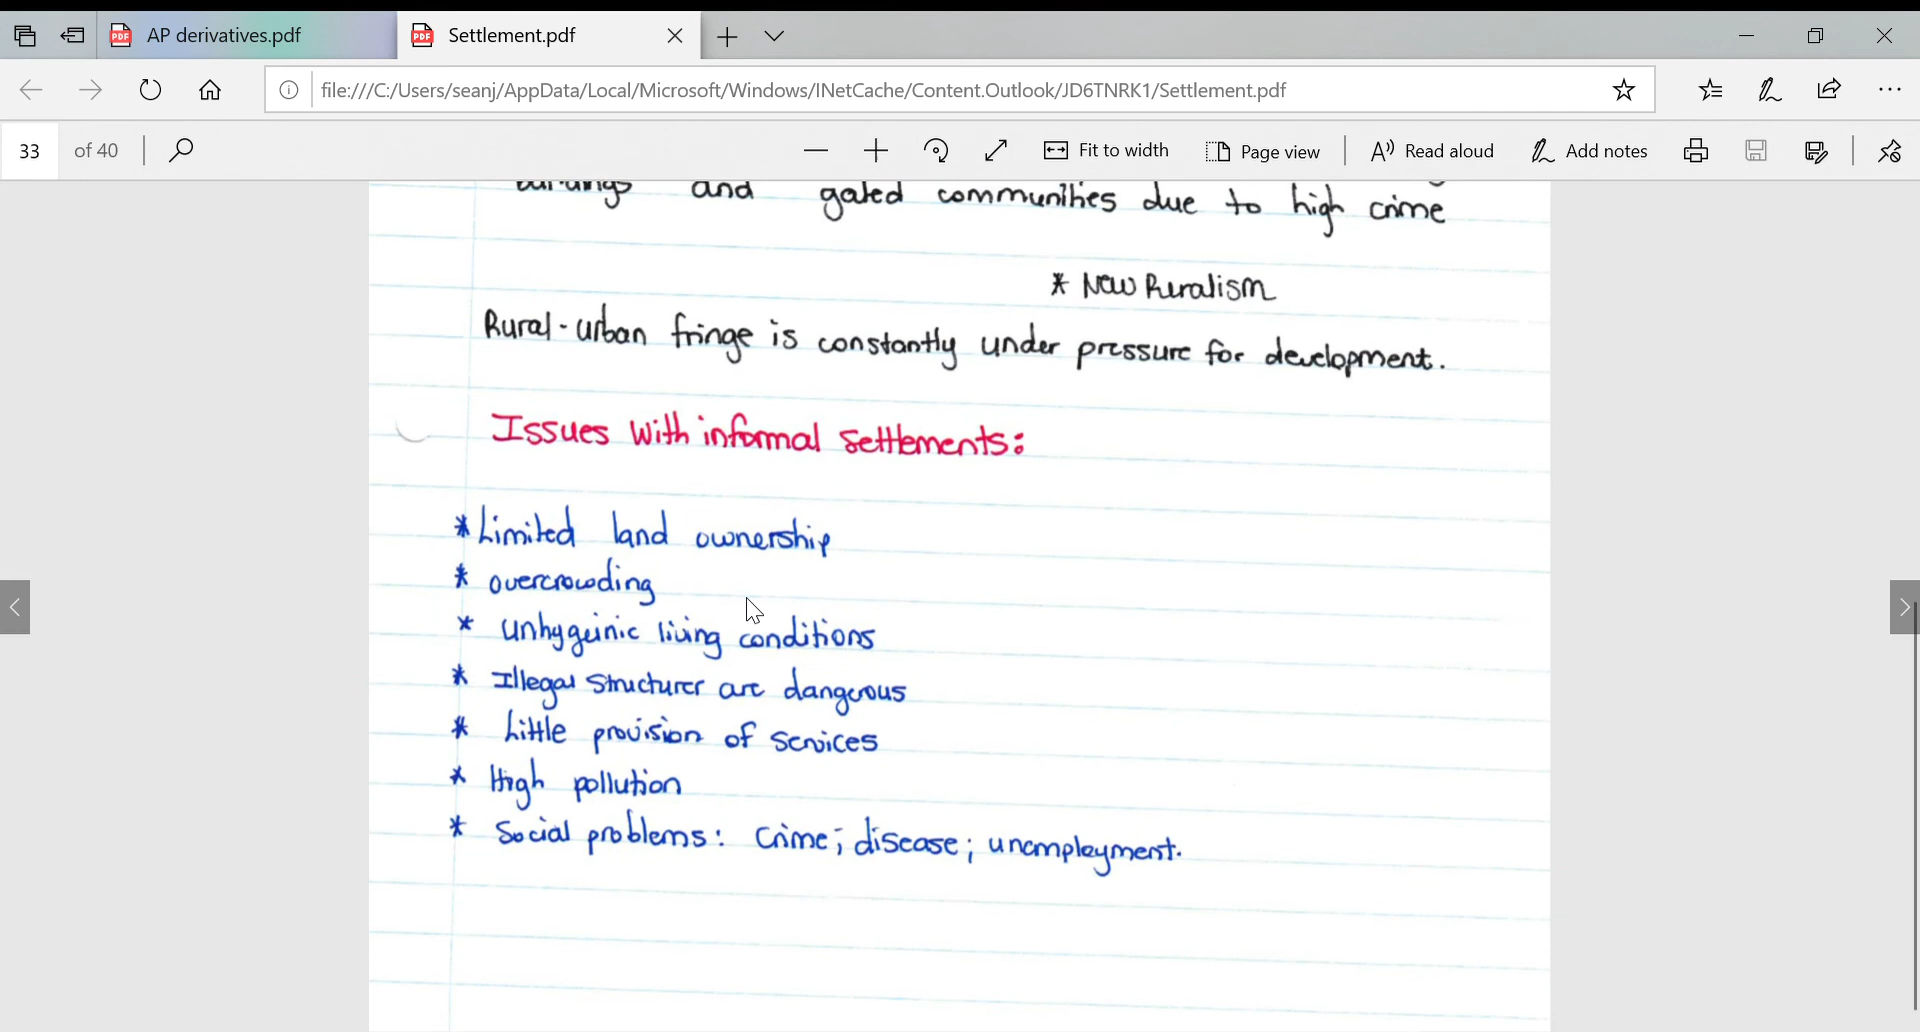 AP derivatives.pdf
Settlement.pdf
file:///C:/Users/seanj/AppData/Local/Microsoft/Windows/INetCache/Content.Outlook/JD6TNRK1/Settlement.pdf
33 of 40
Fit to width
Page view
Read aloud
Add notes
and gated communities due to high crime
* New Ruralism
Rural-urban fringe is constantly under pressure for development.
Issues with informal settlements:
* Limited land ownership
* overcrowding
* Unhygeinic living conditions
* Illegal structures are dangerous
* Little provision of services
* High pollution
* Social problems: Crime; disease; unemployment.